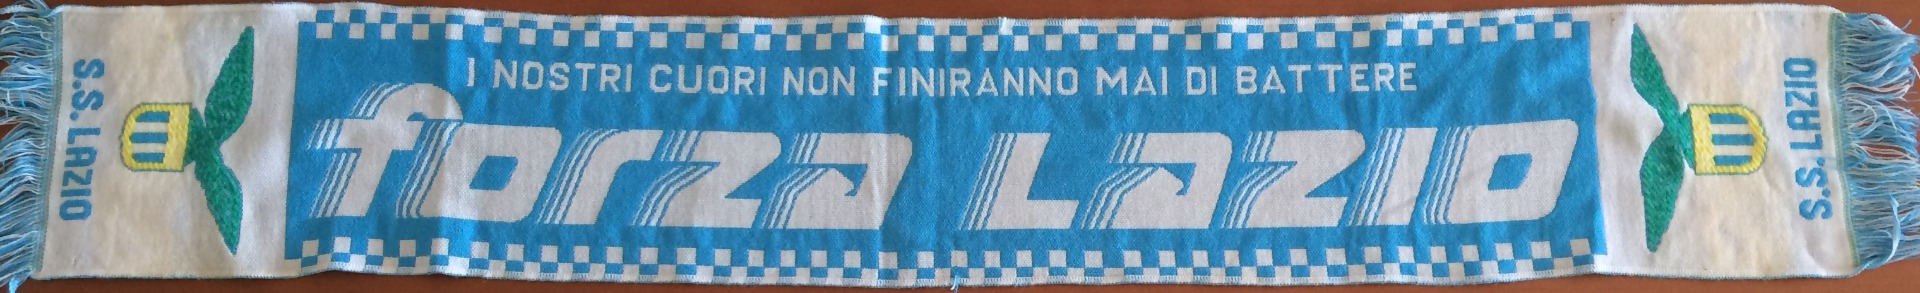 S.S. LAZIO
I NOSTRI CUORI NON FINIRANNO MAI DI BATTERE
forza LAZIO
S.S. LAZIO